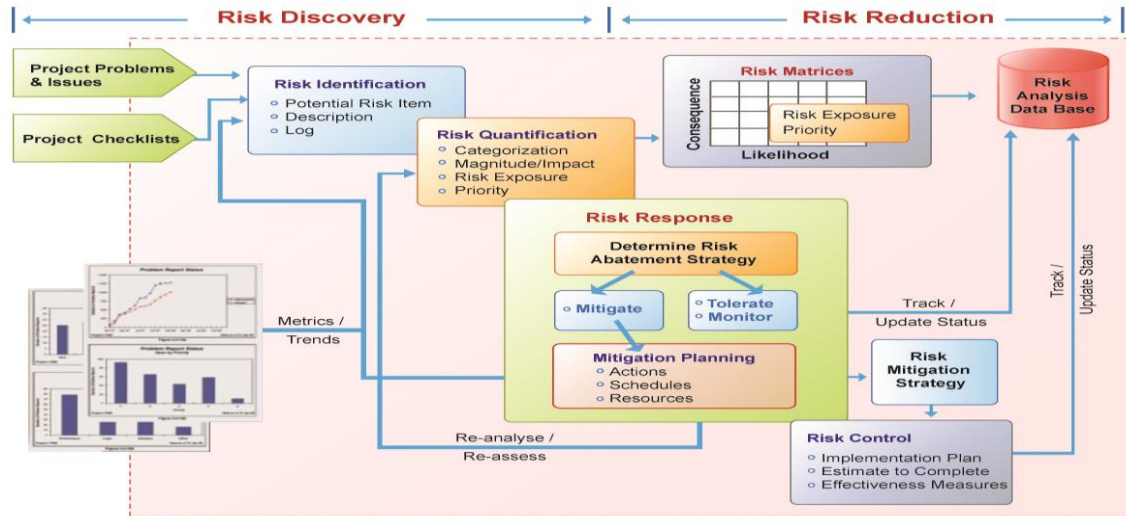 Risk Discovery
Risk Reduction
Project Problems
& Issues
Project Checklists
Risk Identification
Potential Risk Item
Description
Log
Risk Quantification
Categorization
Magnitude/Impact
Risk Exposure
Priority
Risk Matrices
Consequence
Risk Exposure
Priority
Likelihood
Risk
Analysis
Data Base
Risk Response
Determine Risk
Abatement Strategy
Mitigate
Tolerate
Monitor
Mitigation Planning
Actions
Schedules
Resources
Metrics /
Trends
Problem Report Status
Problem Report Status
Re-analyse /
Re-assess
Track /
Update Status
Track /
Update Status
Risk
Mitigation
Strategy
Risk Control
Implementation Plan
Estimate to Complete
Effectiveness Measures